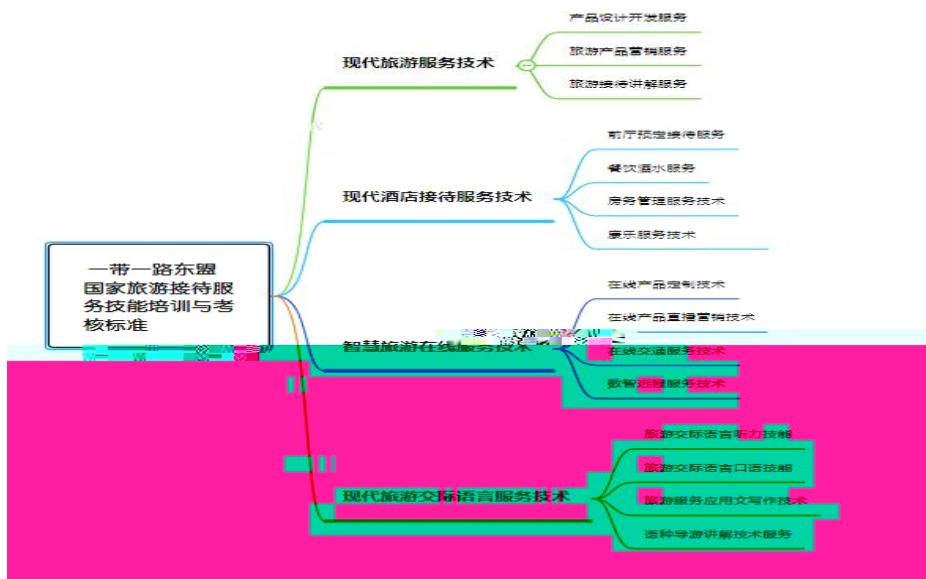 一带一路东盟
国家旅游接待服
务技能培训与考
核标准
现代旅游服务技术
产品设计开发服务
旅游产品营销服务
旅游接待讲解服务
现代酒店接待服务技术
前厅预定接待服务
餐饮酒水服务
房务管理服务技术
康乐服务技术
智慧旅游在线服务技术
在线产品定制技术
在线产品直播营销技术
在线交通服务技术
数智远程服务技术
现代旅游交际语言服务技术
旅游交际语言听力技能
旅游交际语言口语技能
旅游服务应用文写作技术
语种导游讲解技术服务